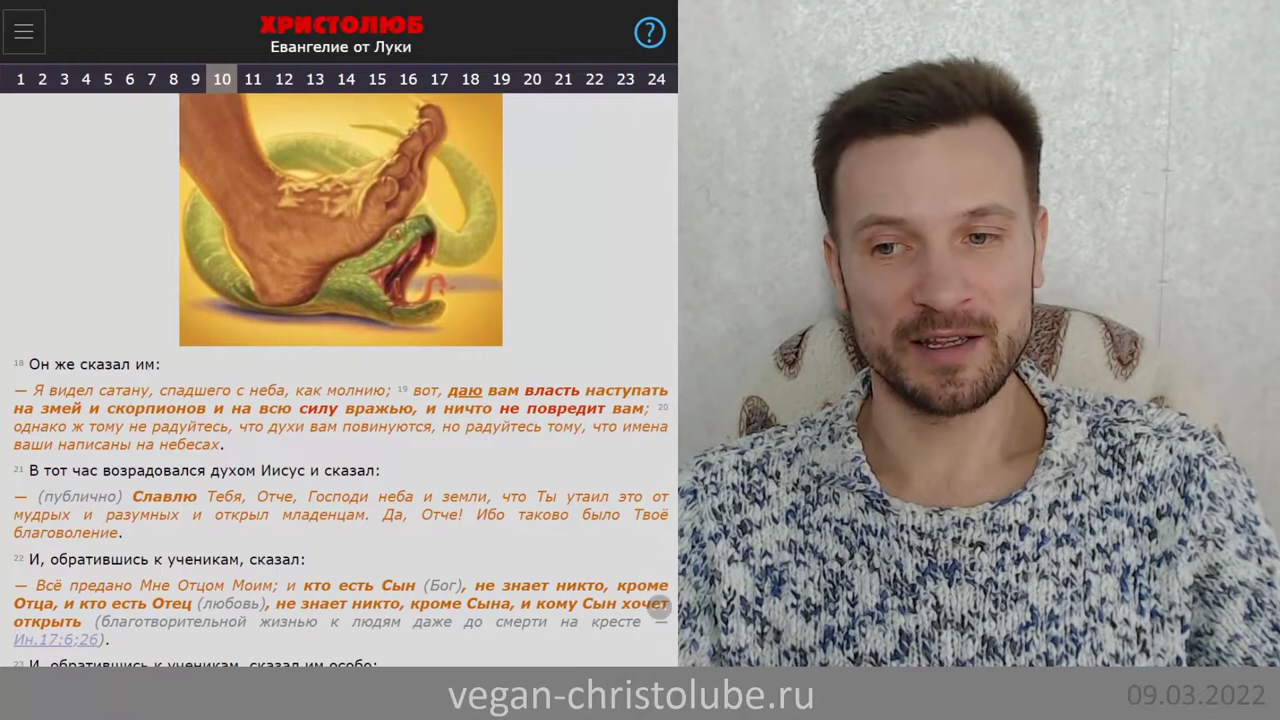 ХРИСТОЛЮБ
Евангелие от Луки
?
1 2 3 4 5 6 7 8 9 10 11 12 13 14 15 16 17 18 19 20 21 22 23 24
18 Он же сказал им:
— Я видел сатану, спадшего с неба, как молнию; 19 вот, даю вам власть наступать
на змей и скорпионов и на всю силу вражью, и ничто не повредит вам; 20
однако ж тому не радуйтесь, что духи вам повинуются, но радуйтесь тому, что имена
ваши написаны на небесах.
21 В тот час возрадовался духом Иисус и сказал:
— (публично) Славлю Тебя, Отче, Господи неба и земли, что Ты утаил это от
мудрых и разумных и открыл младенцам. Да, Отче! Ибо таково было Твоё
благоволение.
22 И, обратившись к ученикам, сказал:
— Всё предано Мне Отцом Моим; и кто есть Сын (Бог), не знает никто, кроме
Отца, и кто есть Отец (любовь), не знает никто, кроме Сына, и кому Сын хочет
открыть (благотворительной жизнью к людям даже до смерти на кресте —
Ин.17:6;26).
23 И, обратившись к ученикам, сказал им особо:
vegan-christolube.ru
09.03.2022